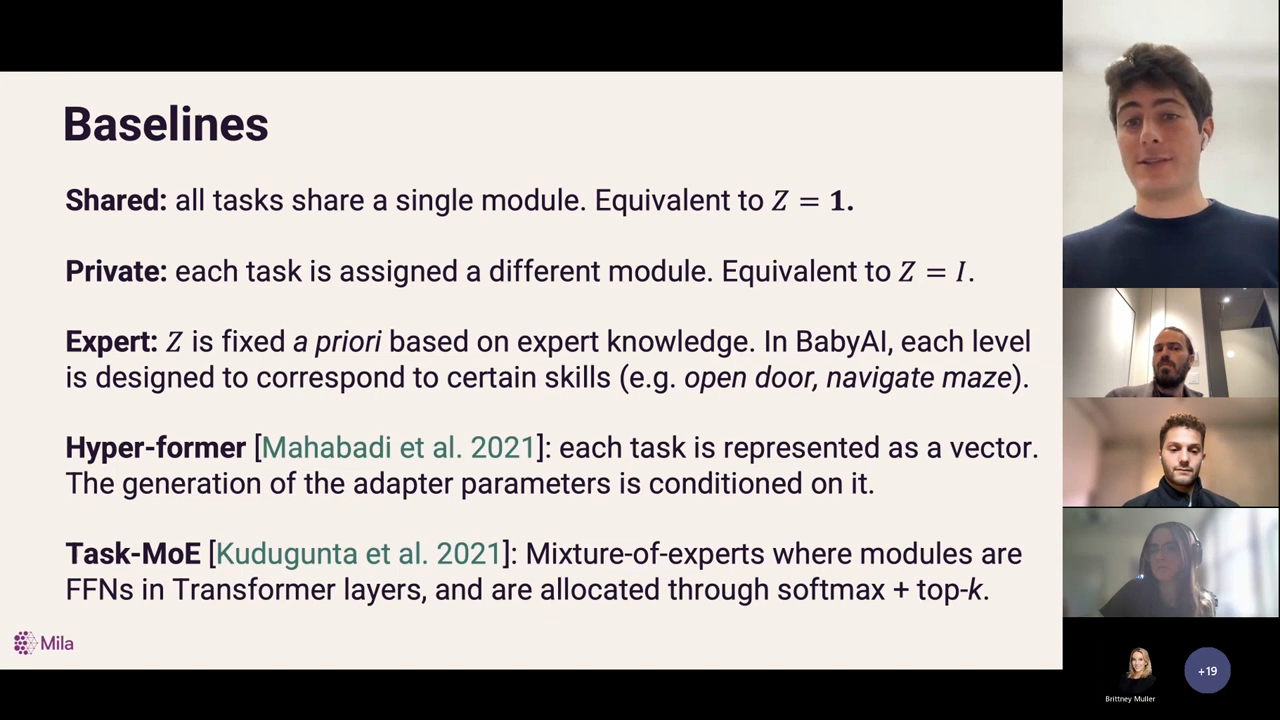 Baselines
Shared: all tasks share a single module. Equivalent to Z = 1.
Private: each task is assigned a different module. Equivalent to Z = I.
Expert: Z is fixed a priori based on expert knowledge. In BabyAI, each level
is designed to correspond to certain skills (e.g. open door, navigate maze).
Hyper-former [Mahabadi et al. 2021]: each task is represented as a vector.
The generation of the adapter parameters is conditioned on it.
Task-MoE [Kudugunta et al. 2021]: Mixture-of-experts where modules are
FFNs in Transformer layers, and are allocated through softmax + top-k.
Mila
Brittney Muller
+19